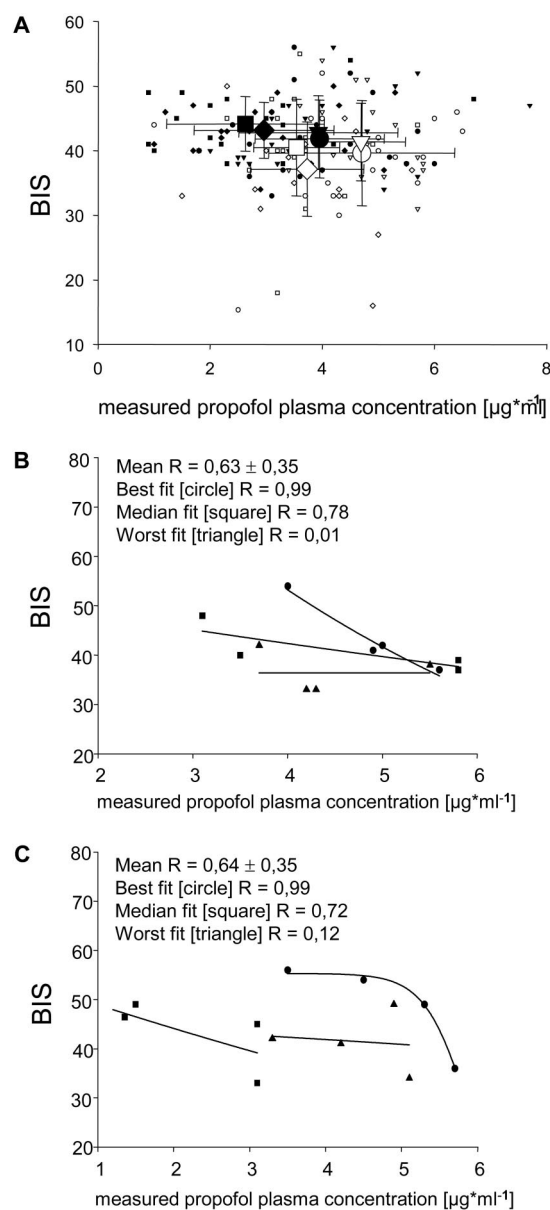 A
60
50
40
30
20
10
BIS
0 2 4 6 8
measured propofol plasma concentration [µg*ml-1]
B
80
70
60
50
40
30
20
BIS
Mean R = 0,63 ± 0,35
Best fit [circle] R = 0,99
Median fit [square] R = 0,78
Worst fit [triangle] R = 0,01
2 3 4 5 6
measured propofol plasma concentration [µg*ml-1]
C
80
70
60
50
40
30
20
BIS
Mean R = 0,64 ± 0,35
Best fit [circle] R = 0,99
Median fit [square] R = 0,72
Worst fit [triangle] R = 0,12
1 2 3 4 5 6
measured propofol plasma concentration [µg*ml-1]